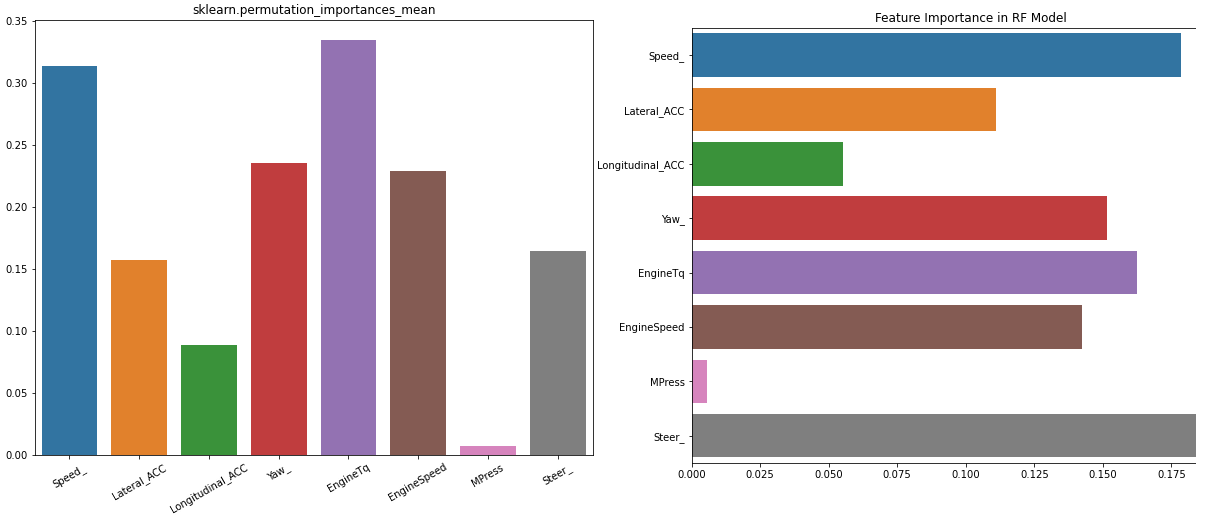 sklearn.permutation_importances_mean
0.35
0.30
0.25
0.20
0.15
0.10
0.05
0.00
Speed_
Lateral_ACC
Longitudinal_ACC
Yaw_
EngineTq
EngineSpeed
MPress
Steer_
Feature Importance in RF Model
Speed_
Lateral_ACC
Longitudinal_ACC
Yaw_
EngineTq
EngineSpeed
MPress
Steer_
0.000 0.025 0.050 0.075 0.100 0.125 0.150 0.175